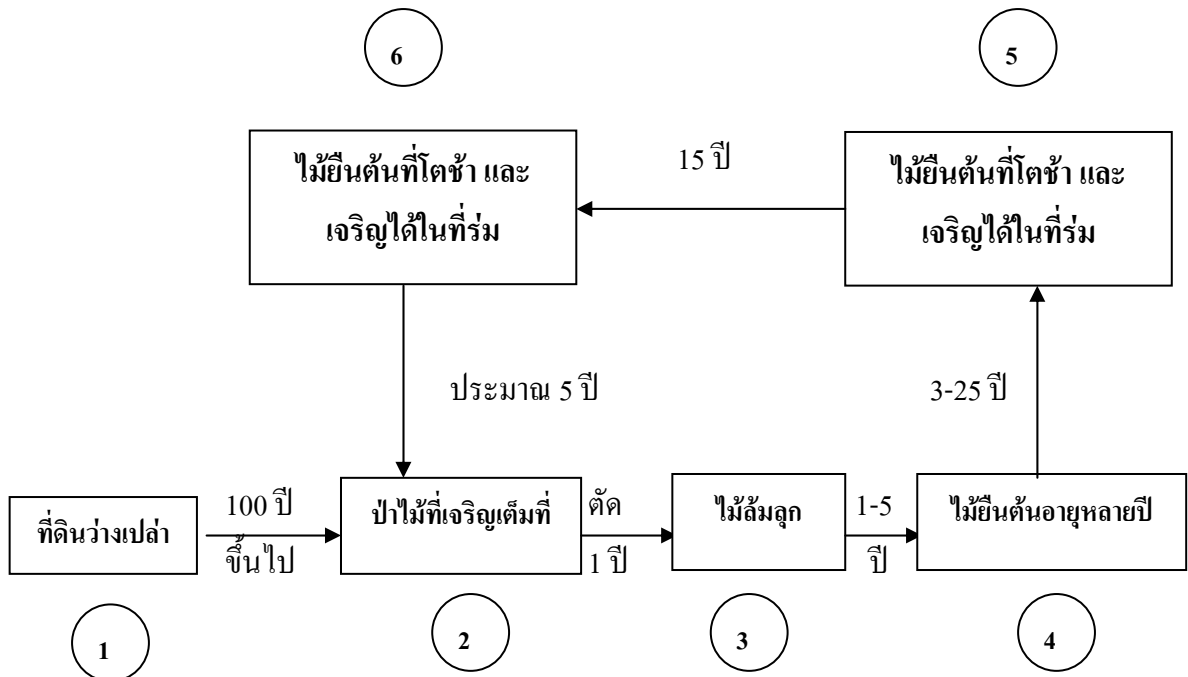 6
5
ไม้ยืนต้นที่โตช้า และ
เจริญได้ในที่ร่ม
15 ปี
ไม้ยืนต้นที่โตช้า และ
เจริญได้ในที่ร่ม
ประมาณ 5 ปี
3-25 ปี
ที่ดินว่างเปล่า
100 ปี
ขึ้นไป
ป่าไม้ที่เจริญเต็มที่
ตัด
1 ปี
ไม้ล้มลุก
1-5
ปี
ไม้ยืนต้นอายุหลายปี
1
2
3
4